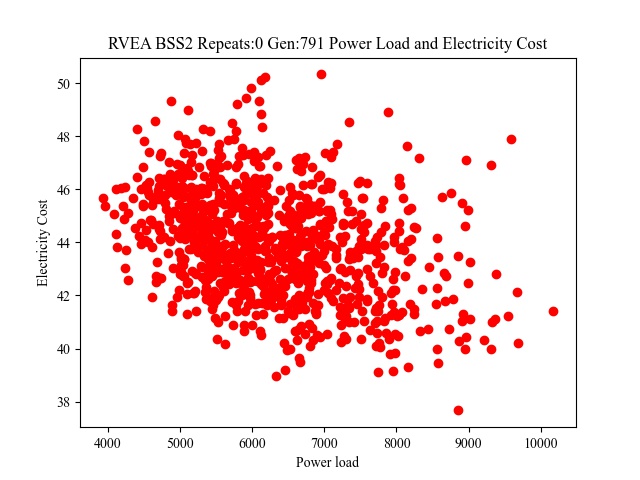 RVEA BSS2 Repeats:0 Gen:791 Power Load and Electricity Cost
50
48
46
44
42
40
38
Electricity Cost
4000 5000 6000 7000 8000 9000 10000
Power load